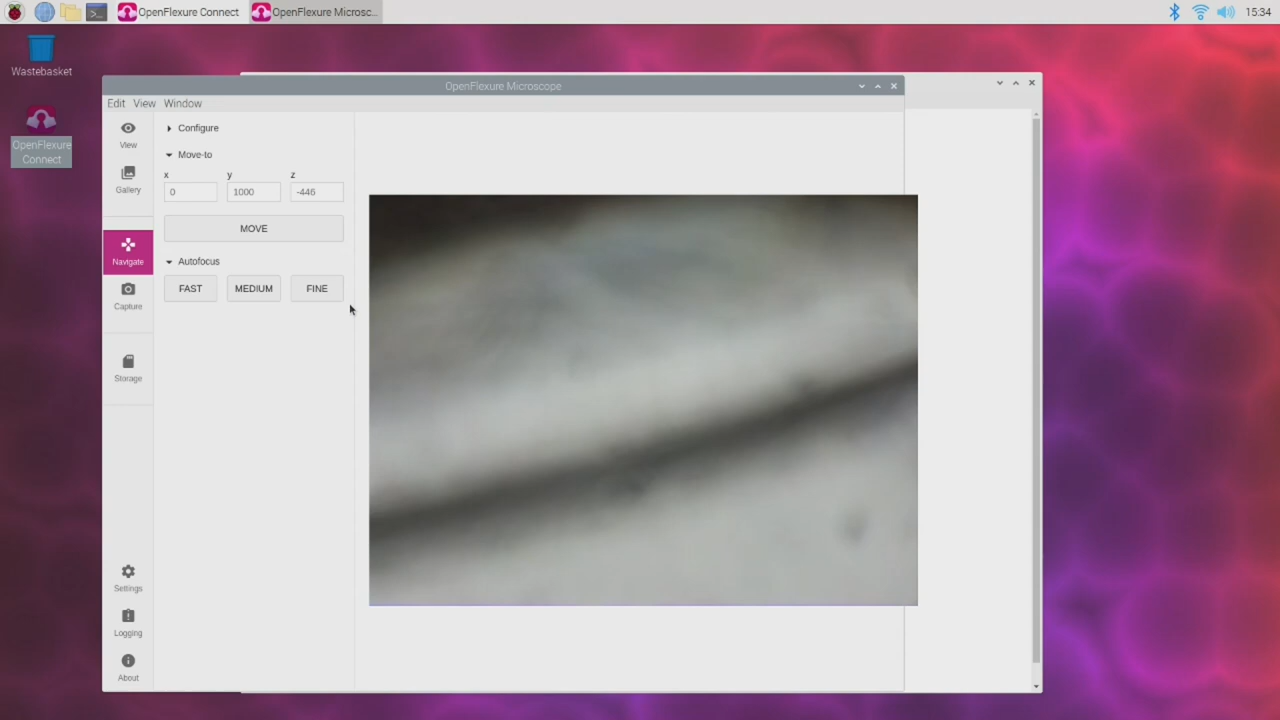 OpenFlexure Connect
OpenFlexure Microsc...
15:34
Wastebasket
OpenFlexure
Connect
OpenFlexure Microscope
Edit View Window
View
Gallery
Navigate
Capture
Storage
Settings
Logging
About
Configure
Move-to
x y z
0 1000 -446
MOVE
Autofocus
FAST MEDIUM FINE